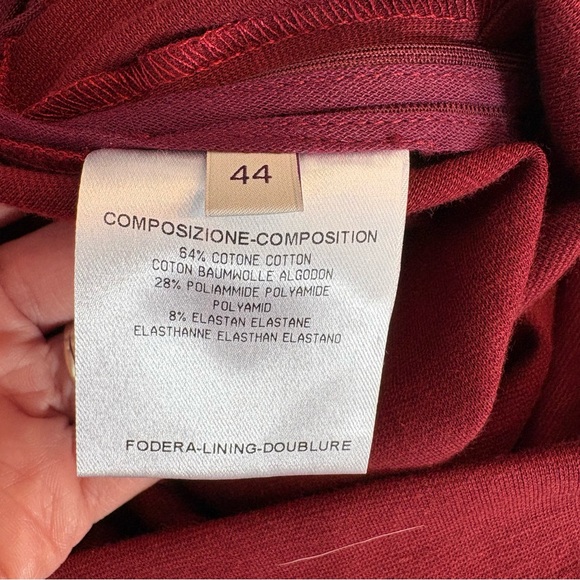 44
COMPOSIZIONE-COMPOSITION
64% COTONE COTTON
COTON BAUMWOLLE ALGODON
28% POLIAMMIDE POLYAMIDE
POLYAMID
8% ELASTAN ELASTANE
ELASTHANNE ELASTHAN ELASTANO
FODERA-LINING-DOUBLURE